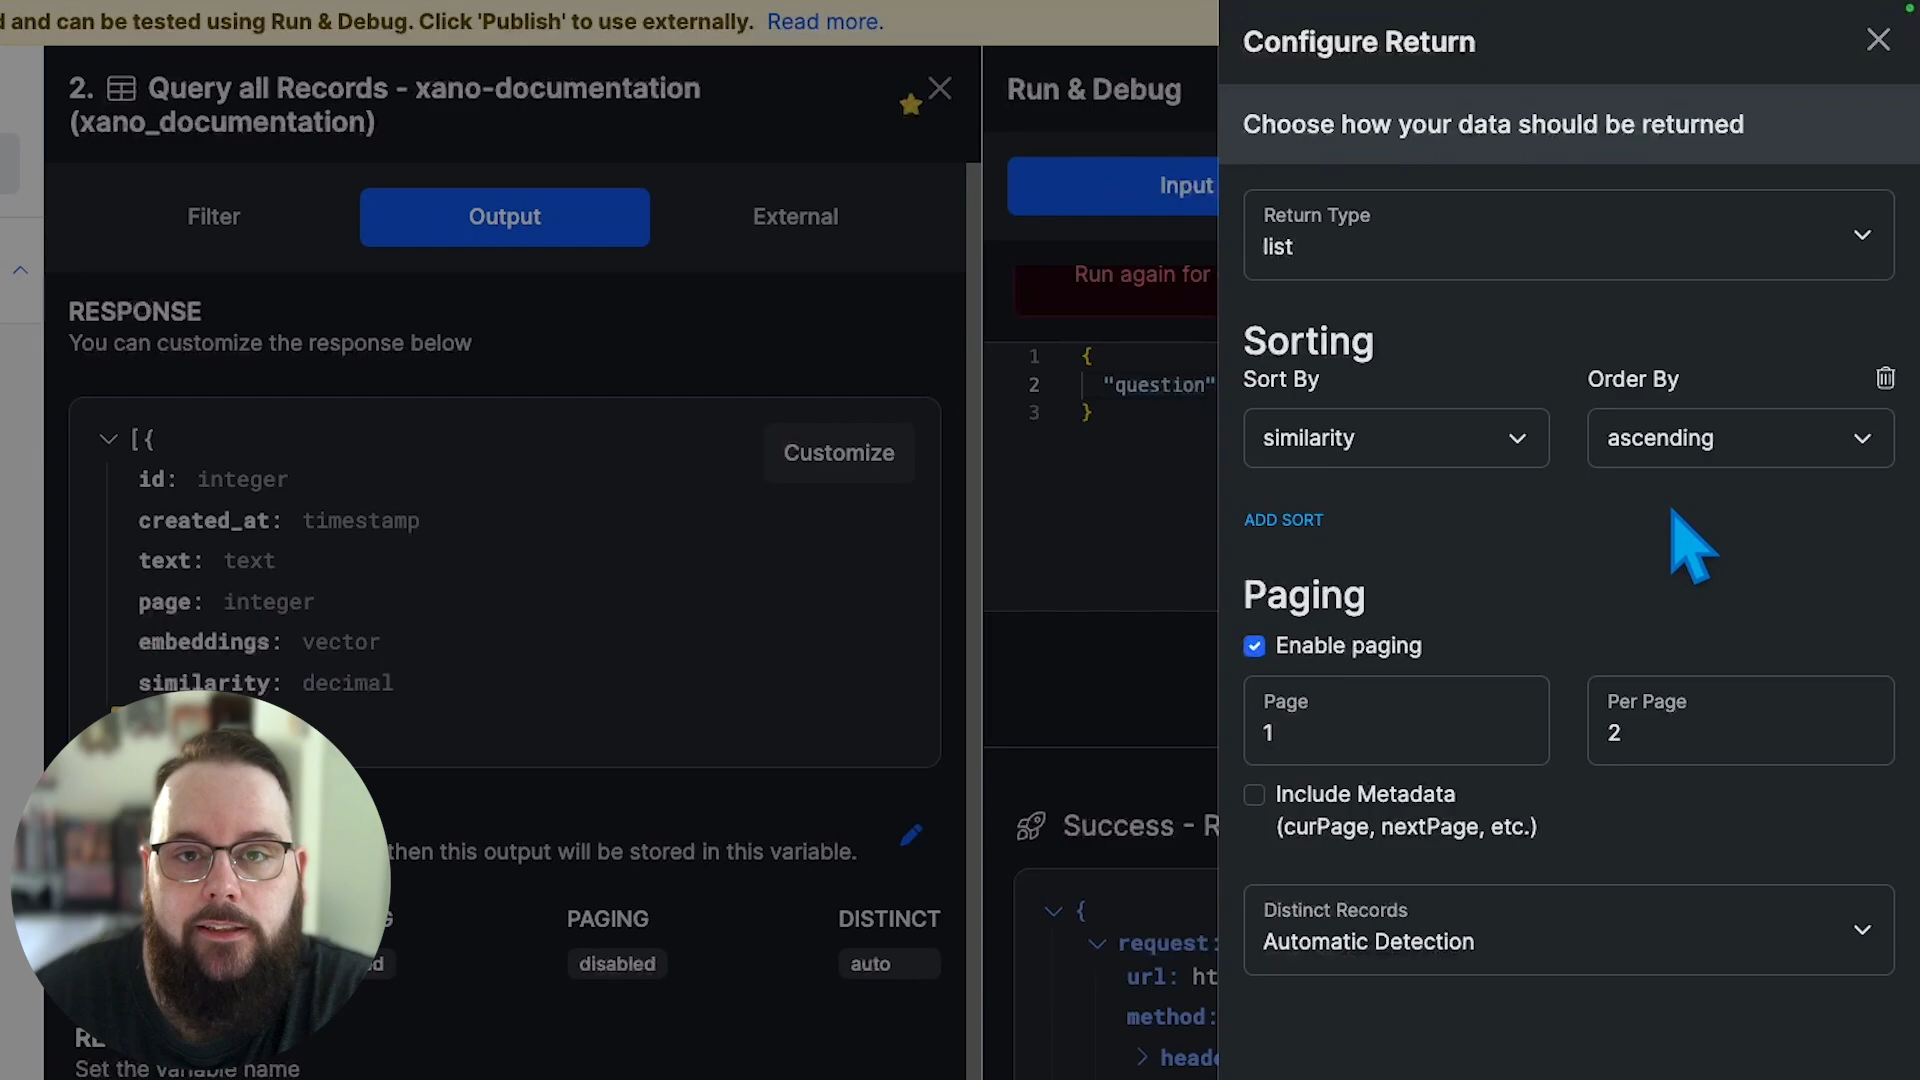 d and can be tested using Run & Debug. Click 'Publish' to use externally. Read more.
2. Query all Records - xano-documentation
(xano_documentation)
Filter
Output
External
RESPONSE
You can customize the response below
[{
Customize
id: integer
created_at: timestamp
text: text
page: integer
embeddings: vector
similarity: decimal
then this output will be stored in this variable.
G
PAGING
DISTINCT
ed
disabled
auto
RE
Set the variable name
Run & Debug
Input
Run again for
1 {
2 "question"
3 }
Success - R
{
request:
url: ht
method:
heade
Configure Return
Choose how your data should be returned
Return Type
list
Sorting
Sort By
Order By
similarity
ascending
ADD SORT
Paging
Enable paging
Page
1
Per Page
2
Include Metadata
(curPage, nextPage, etc.)
Distinct Records
Automatic Detection